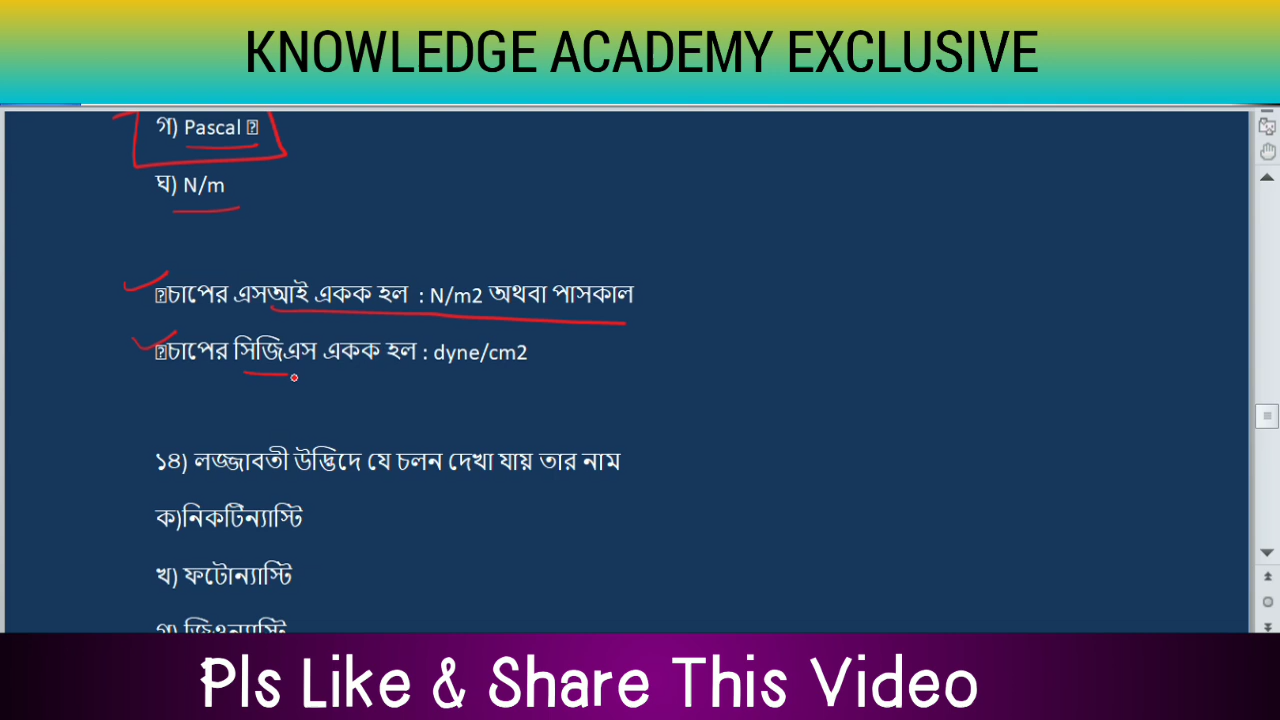 KNOWLEDGE ACADEMY EXCLUSIVE
গ) Pascal
ঘ) N/m
চাপের এসআই একক হল : N/m2 অথবা পাসকাল
চাপের সিজিএস একক হল : dyne/cm2
১৪) লজ্জাবতী উদ্ভিদে যে চলন দেখা যায় তার নাম
ক)নিকটিন্যাস্টি
খ) ফটোন্যাস্টি
গ) জিওন্যাস্টি
Pls Like & Share This Video